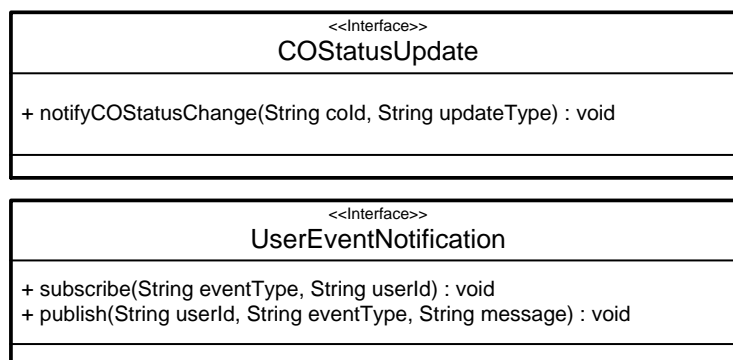 <<Interface>>
COStatusUpdate
+ notifyCOStatusChange(String coId, String updateType) : void
<<Interface>>
UserEventNotification
+ subscribe(String eventType, String userId) : void
+ publish(String userId, String eventType, String message) : void